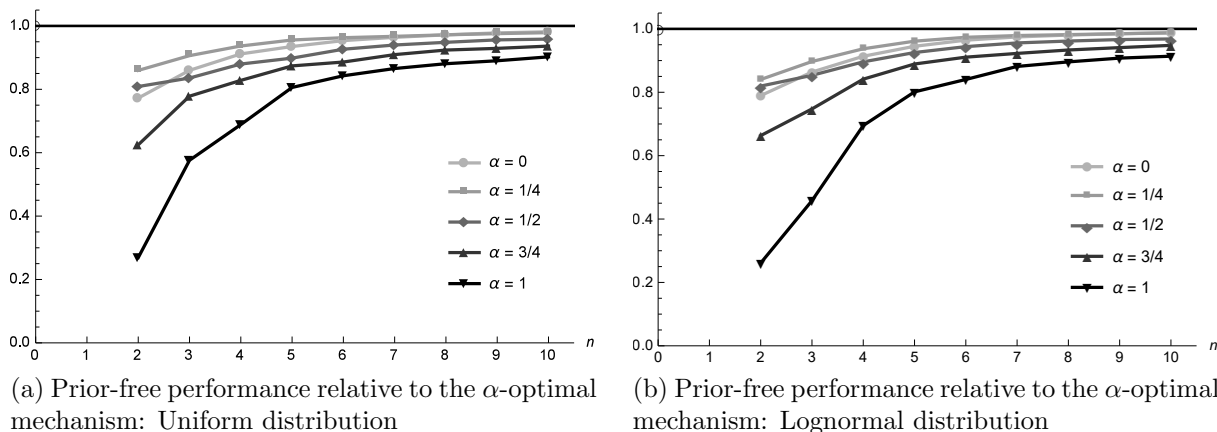 1.0
0.8
0.6
0.4
0.2
0.0
0 1 2 3 4 5 6 7 8 9 10 n
α = 0
α = 1/4
α = 1/2
α = 3/4
α = 1
(a) Prior-free performance relative to the α-optimal
mechanism: Uniform distribution
1.0
0.8
0.6
0.4
0.2
0.0
0 1 2 3 4 5 6 7 8 9 10 n
α = 0
α = 1/4
α = 1/2
α = 3/4
α = 1
(b) Prior-free performance relative to the α-optimal
mechanism: Lognormal distribution